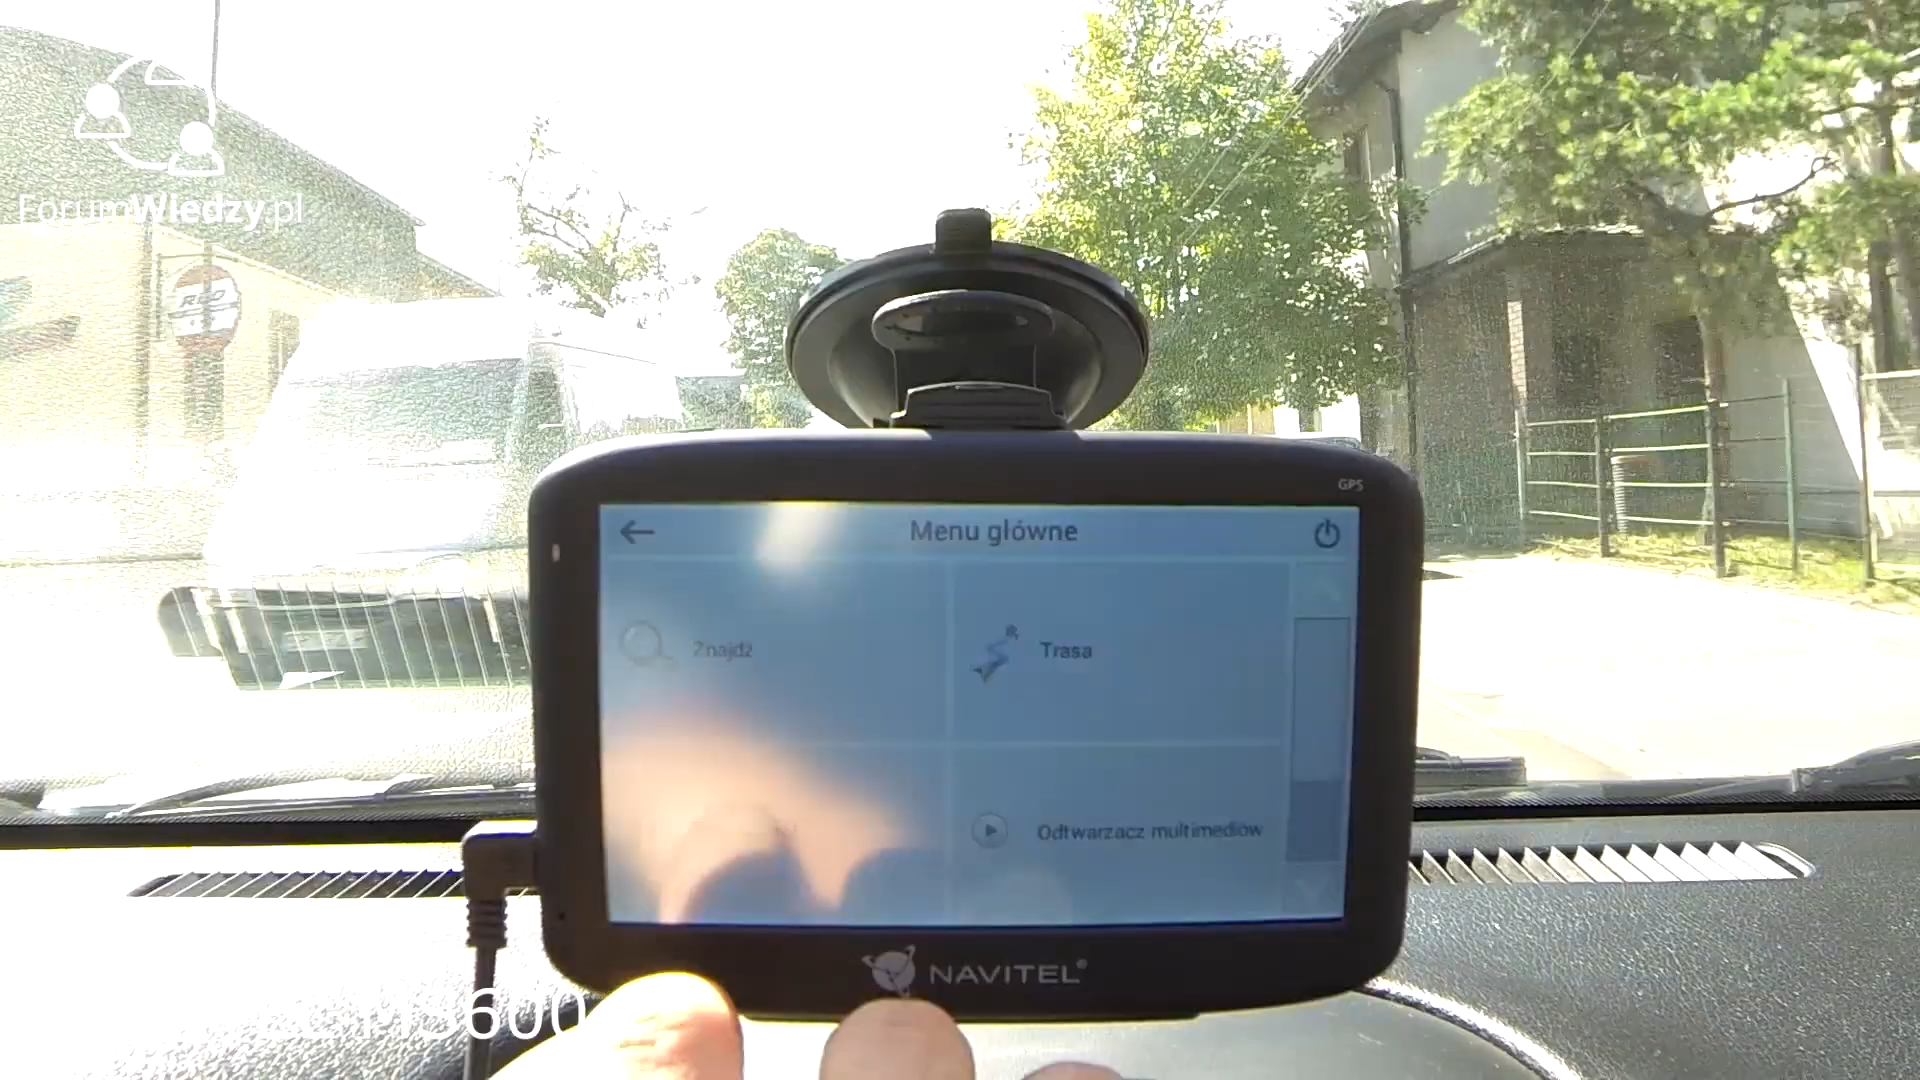 ForumWiedzy.pl
GPS
Menu główne
Znajdź
Trasa
Odtwarzacz multimediów
NAVITEL®